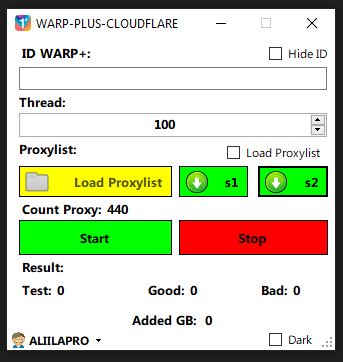 WARP-PLUS-CLOUDFLARE
ID WARP+:
Hide ID
Thread:
100
Proxylist:
Load Proxylist
Load Proxylist
s1
s2
Count Proxy: 440
Start
Stop
Result:
Test: 0
Good: 0
Bad: 0
Added GB: 0
ALIILAPRO
Dark